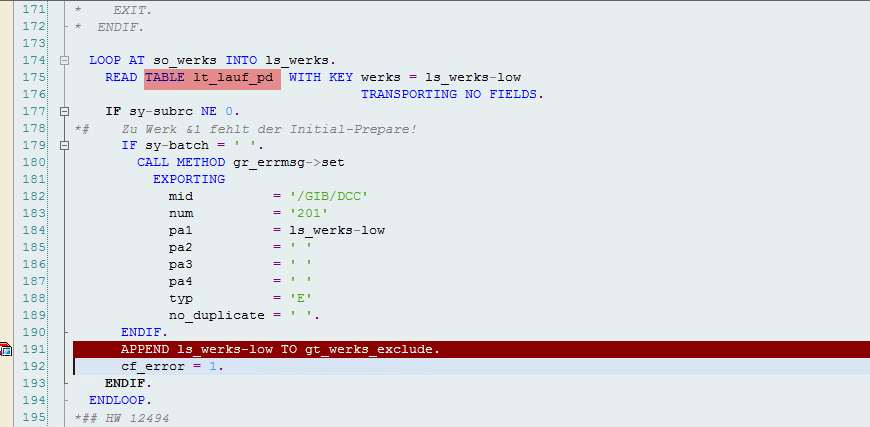 171 *    EXIT.
172 *  ENDIF.
173
174   LOOP AT so_werks INTO ls_werks.
175     READ TABLE lt_lauf_pd  WITH KEY werks = ls_werks-low
176                                     TRANSPORTING NO FIELDS.
177     IF sy-subrc NE 0.
178 *#    Zu Werk &1 fehlt der Initial-Prepare!
179       IF sy-batch = ' '.
180         CALL METHOD gr_errmsg->set
181           EXPORTING
182             mid          = '/GIB/DCC'
183             num          = '201'
184             pa1          = ls_werks-low
185             pa2          = ' '
186             pa3          = ' '
187             pa4          = ' '
188             typ          = 'E'
189             no_duplicate = ' '.
190       ENDIF.
191       APPEND ls_werks-low TO gt_werks_exclude.
192       cf_error = 1.
193     ENDIF.
194   ENDLOOP.
195 *## HW 12494